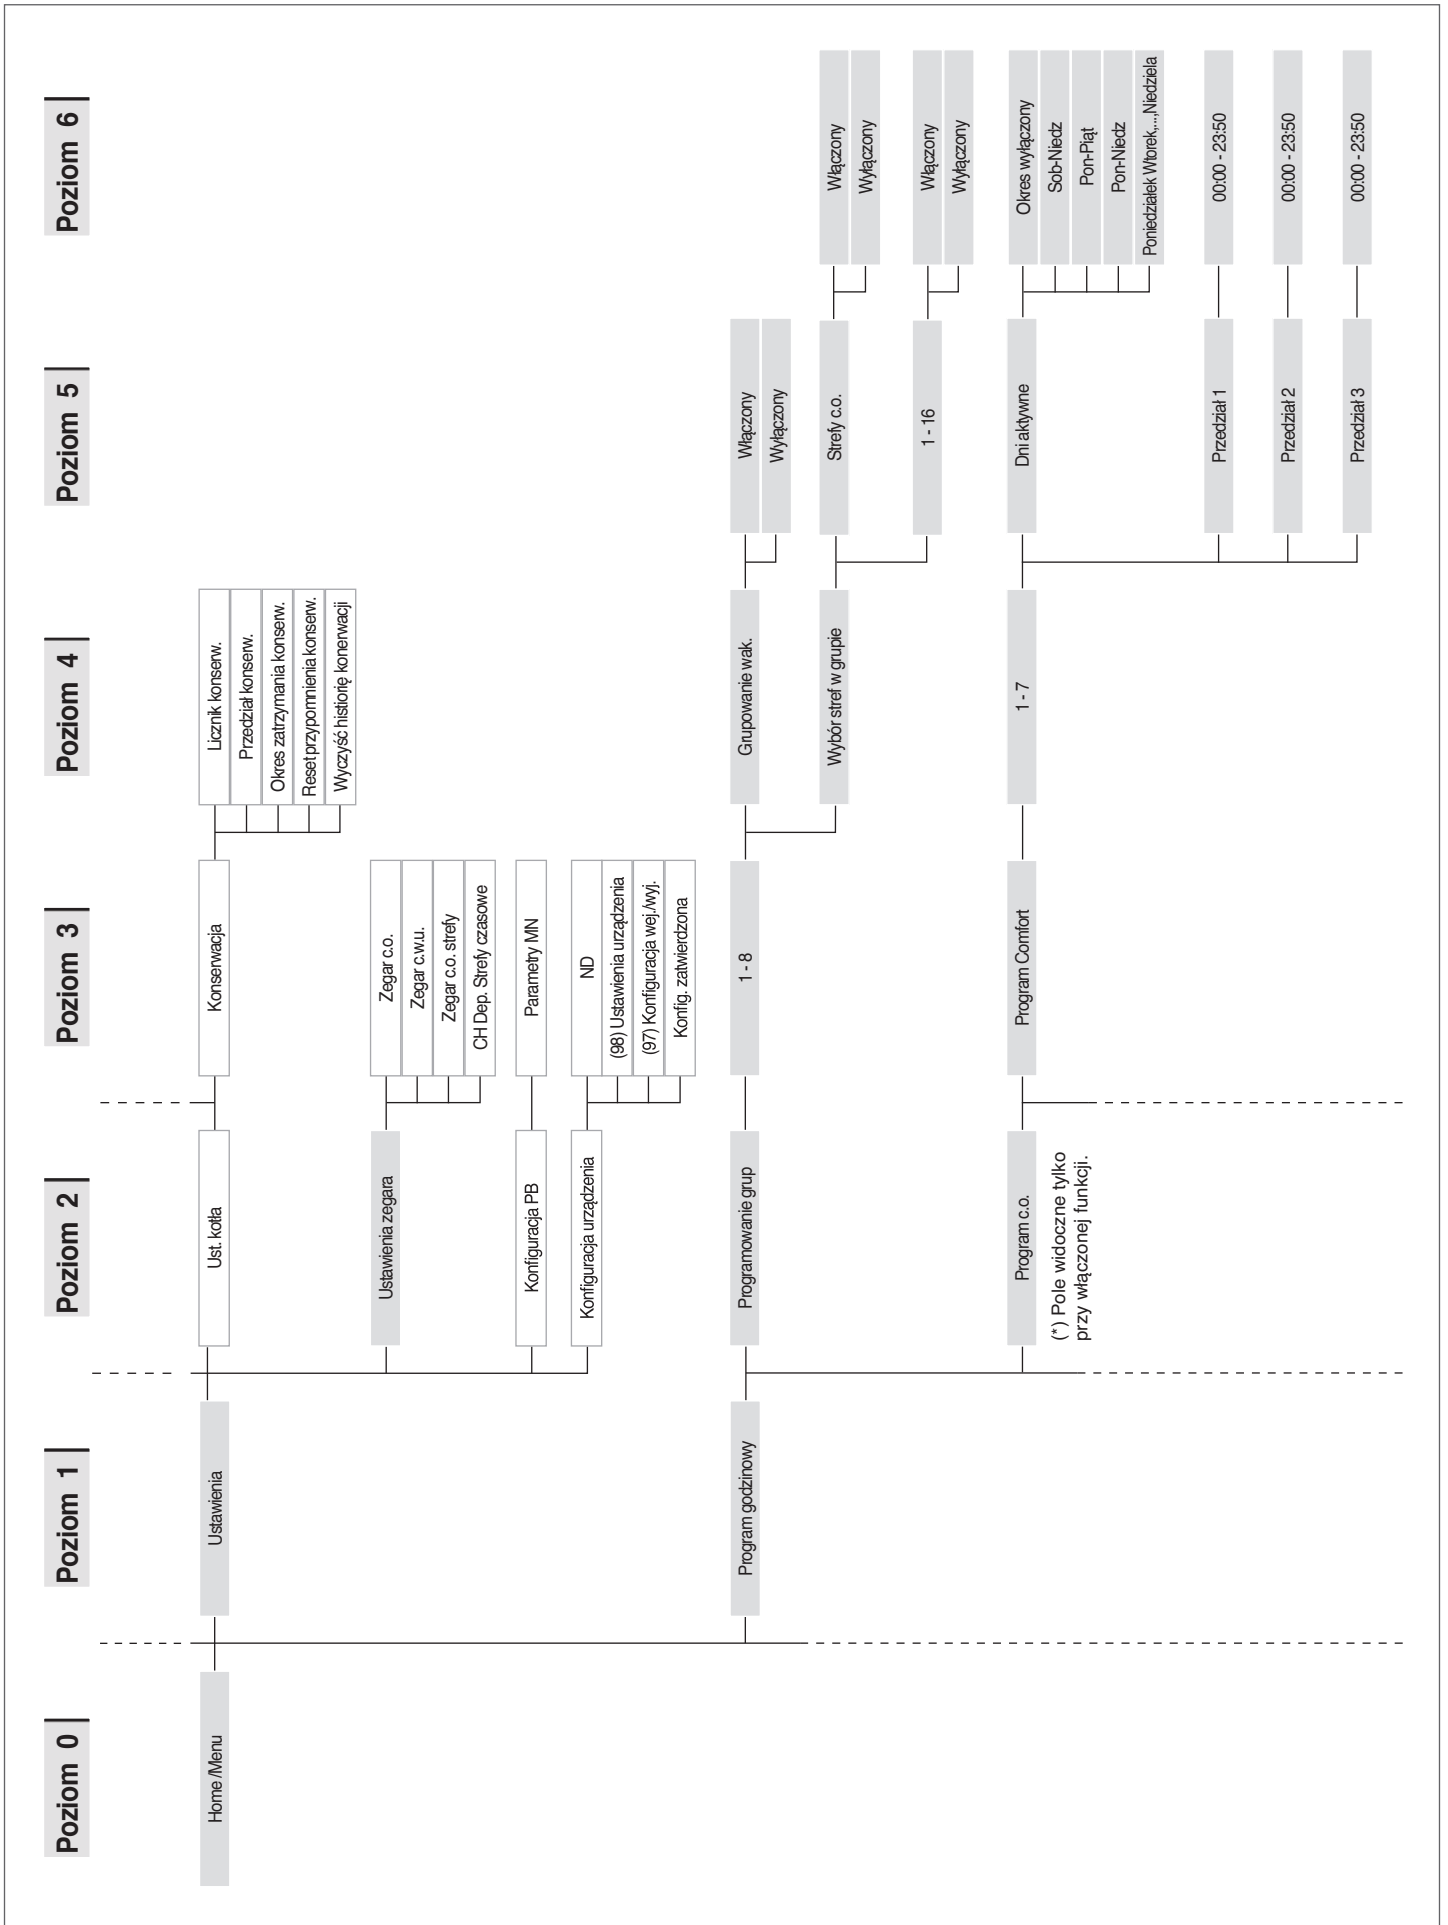 Poziom 0
Poziom 1
Poziom 2
Poziom 3
Poziom 4
Poziom 5
Poziom 6
Home /Menu
Ustawienia
Ust. kotła
Konserwacja
Licznik konserw.
Przedział konserw.
Okres zatrzymania konserw.
Reset przypomnienia konserw.
Wyczyść historię konerwacji
Ustawienia zegara
Zegar c.o.
Zegar c.w.u.
Zegar c.o. strefy
CH Dep. Strefy czasowe
Konfiguracja PB
Parametry MN
Konfiguracja urządzenia
ND
(98) Ustawienia urządzenia
(97) Konfiguracja wej./wyj.
Konfig. zatwierdzona
Program godzinowy
Programowanie grup
1 - 8
Grupowanie wak.
Włączony
Wyłączony
Wybór stref w grupie
Strefy c.o.
Włączony
Wyłączony
1 - 16
Włączony
Wyłączony
Program c.o.
Program Comfort
1 - 7
Dni aktywne
Okres wyłączony
Sob-Niedz
Pon-Piąt
Pon-Niedz
Poniedziałek Wtorek,...,Niedziela
Przedział 1
00:00 - 23:50
Przedział 2
00:00 - 23:50
Przedział 3
00:00 - 23:50
(*) Pole widoczne tylko
przy włączonej funkcji.